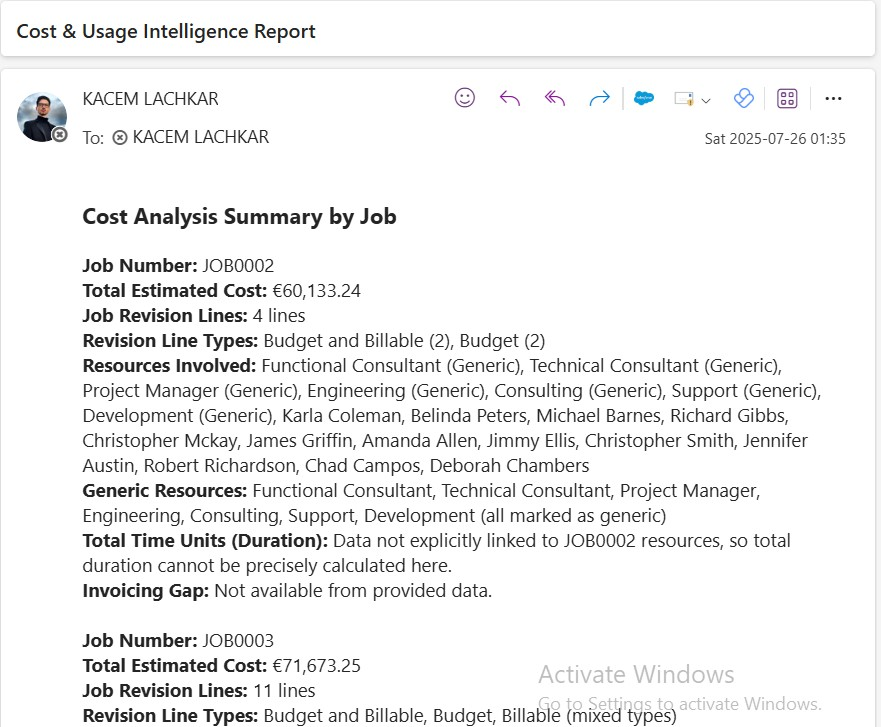 Cost & Usage Intelligence Report
KACEM LACHKAR
To: KACEM LACHKAR
Sat 2025-07-26 01:35
Cost Analysis Summary by Job
Job Number: JOB0002
Total Estimated Cost: €60,133.24
Job Revision Lines: 4 lines
Revision Line Types: Budget and Billable (2), Budget (2)
Resources Involved: Functional Consultant (Generic), Technical Consultant (Generic),
Project Manager (Generic), Engineering (Generic), Consulting (Generic), Support (Generic),
Development (Generic), Karla Coleman, Belinda Peters, Michael Barnes, Richard Gibbs,
Christopher Mckay, James Griffin, Amanda Allen, Jimmy Ellis, Christopher Smith, Jennifer
Austin, Robert Richardson, Chad Campos, Deborah Chambers
Generic Resources: Functional Consultant, Technical Consultant, Project Manager,
Engineering, Consulting, Support, Development (all marked as generic)
Total Time Units (Duration): Data not explicitly linked to JOB0002 resources, so total
duration cannot be precisely calculated here.
Invoicing Gap: Not available from provided data.
Job Number: JOB0003
Total Estimated Cost: €71,673.25
Job Revision Lines: 11 lines
Revision Line Types: Budget and Billable, Budget, Billable (mixed types)
Activate Windows
Go to Settings to activate Windows.